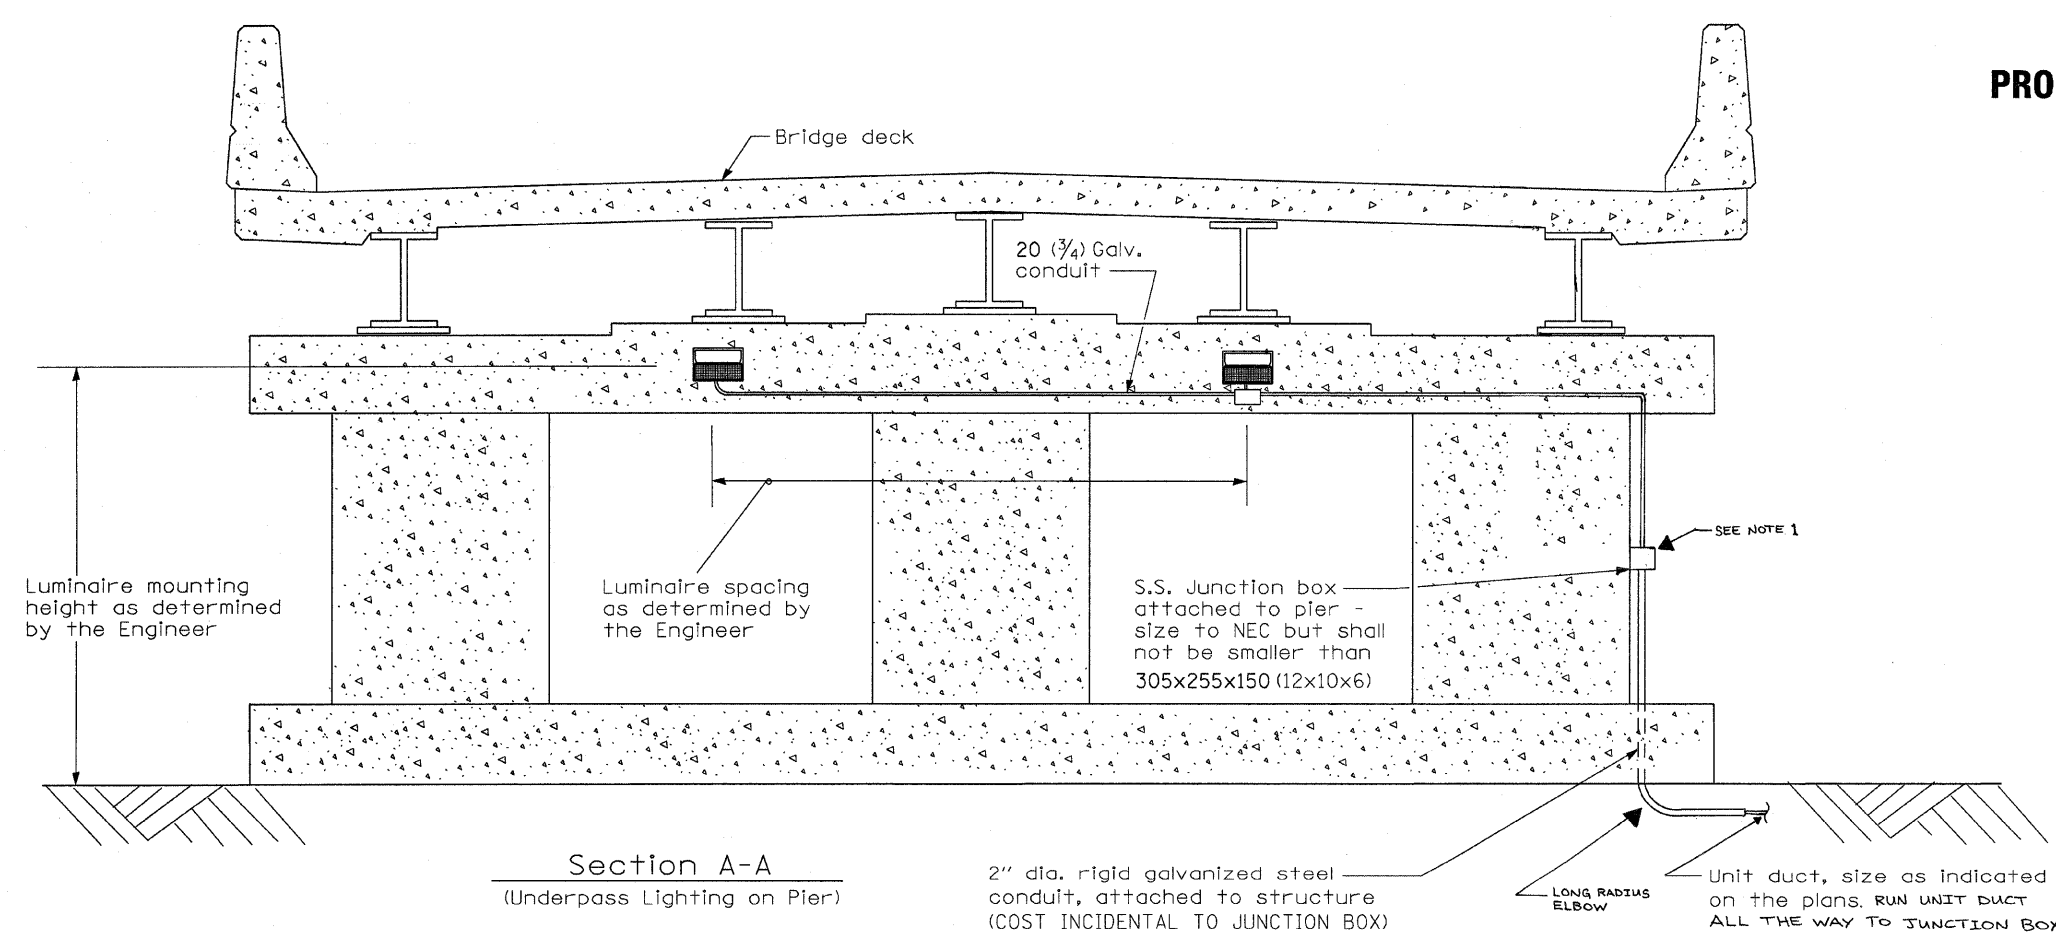 PRO
Bridge deck
20 (3/4) Galv.
conduit
SEE NOTE 1
Luminaire mounting
height as determined
by the Engineer
Luminaire spacing
as determined by
the Engineer
S.S. Junction box
attached to pier -
size to NEC but shall
not be smaller than
305x255x150 (12x10x6)
Section A-A
(Underpass Lighting on Pier)
2" dia. rigid galvanized steel
conduit, attached to structure
(COST INCIDENTAL TO JUNCTION BOX)
LONG RADIUS
ELBOW
Unit duct, size as indicated
on the plans. RUN UNIT DUCT
ALL THE WAY TO JUNCTION BOX